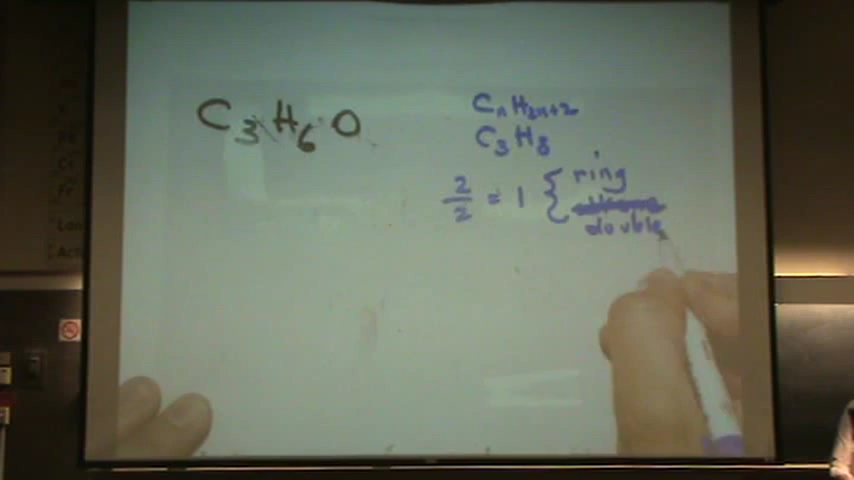 C3H6O
CnH2n+2
C3H8
2/2 = 1 { ring
double